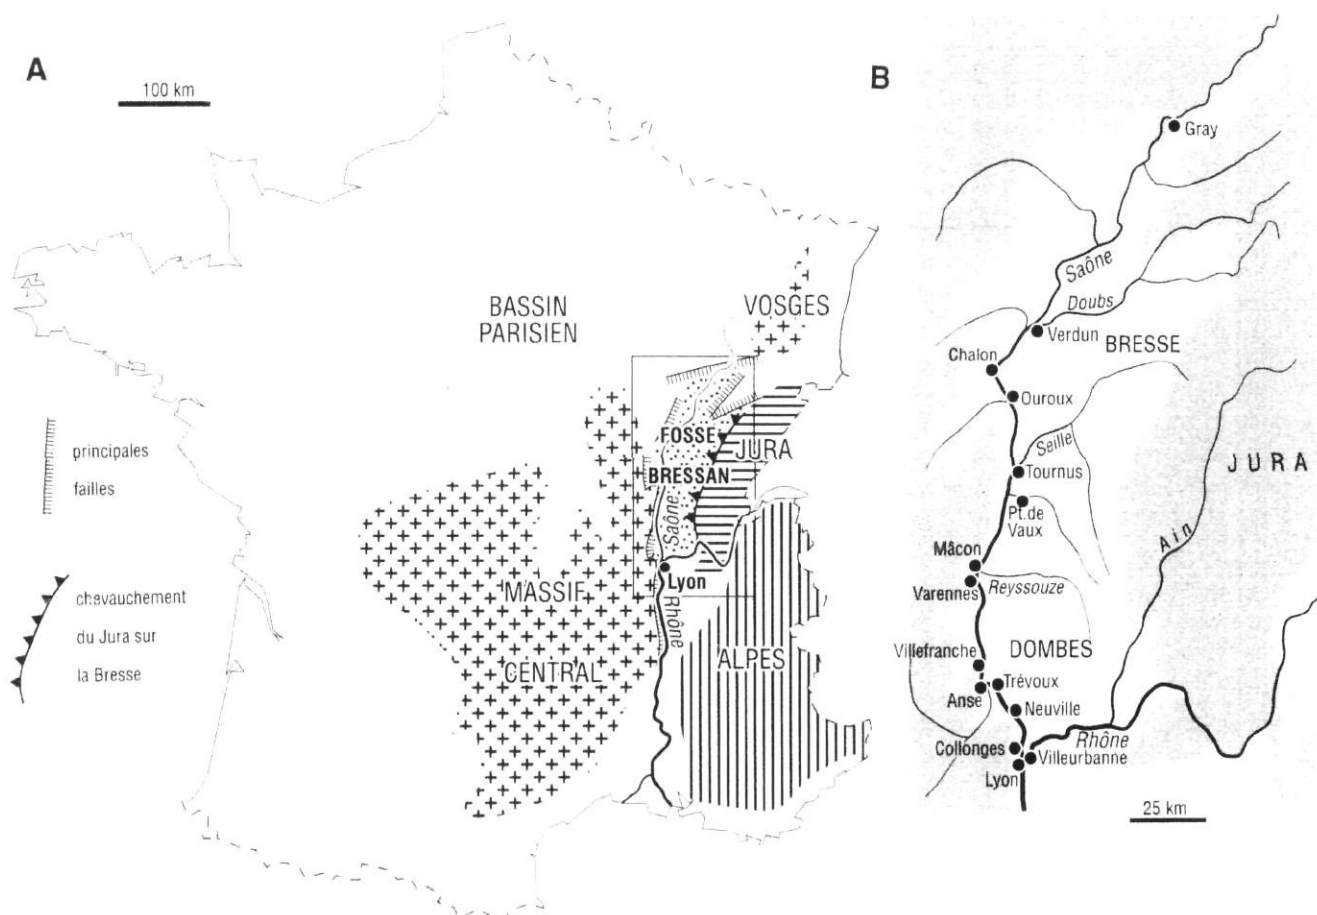 A
100 km
BASSIN
PARISIEN
VOSGES
FOSSE
BRESSAN
JURA
Saône
Lyon
MASSIF
CENTRAL
Rhône
ALPES
principales
failles
chevauchement
du Jura sur
la Bresse
B
Gray
Saône
Doubs
Verdun
BRESSE
Chalon
Ouroux
Seille
Tournus
JURA
Pt. de
Vaux
Ain
Mâcon
Varennes
Reyssouze
Villefranche
DOMBES
Anse
Trévoux
Neuville
Collonges
Rhône
Villeurbanne
Lyon
25 km